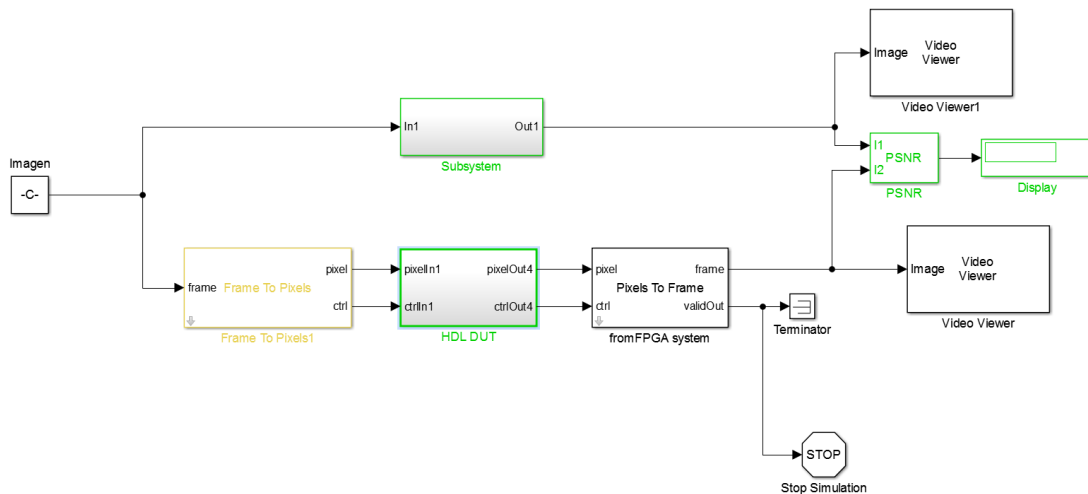 Image
Video
Viewer
Video Viewer1
In1
Out1
Subsystem
I1
I2
PSNR
PSNR
Display
Imagen
-C-
frame
Frame To Pixels
pixel
ctrl
Frame To Pixels1
pixelIn1
ctrlIn1
pixelOut4
ctrlOut4
HDL DUT
pixel
ctrl
Pixels To Frame
frame
validOut
fromFPGA system
Terminator
Image
Video
Viewer
Video Viewer
STOP
Stop Simulation